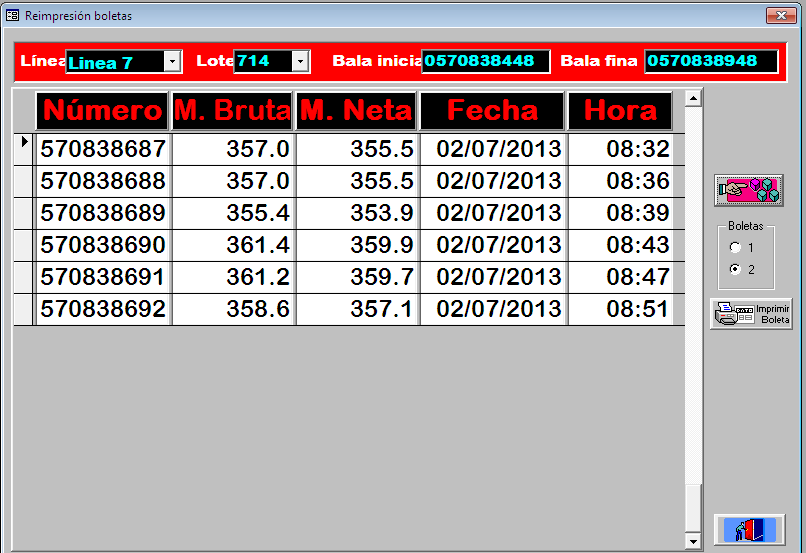 Reimpresión boletas
Línea Linea 7 Lote 714 Bala inicia 0570838448 Bala fina 0570838948
Número M. Bruta M. Neta Fecha Hora
570838687 357.0 355.5 02/07/2013 08:32
570838688 357.0 355.5 02/07/2013 08:36
570838689 355.4 353.9 02/07/2013 08:39
570838690 361.4 359.9 02/07/2013 08:43
570838691 361.2 359.7 02/07/2013 08:47
570838692 358.6 357.1 02/07/2013 08:51
Boletas
1
2
Imprimir
Boleta